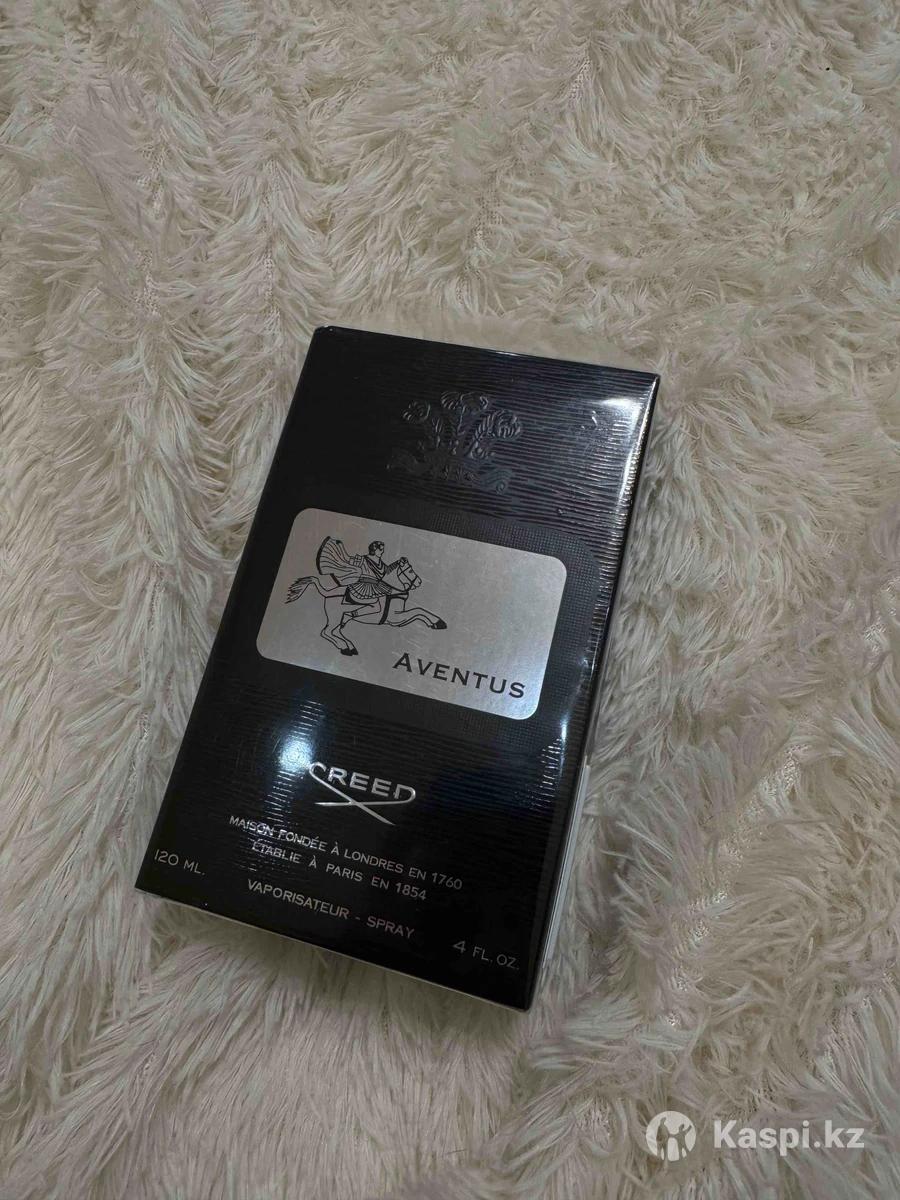 AVENTUS
CREED
MAISON FONDÉE À LONDRES EN 1760
ÉTABLIE À PARIS EN 1854
120 ML.
VAPORISATEUR - SPRAY
4 FL. OZ.
Kaspi.kz